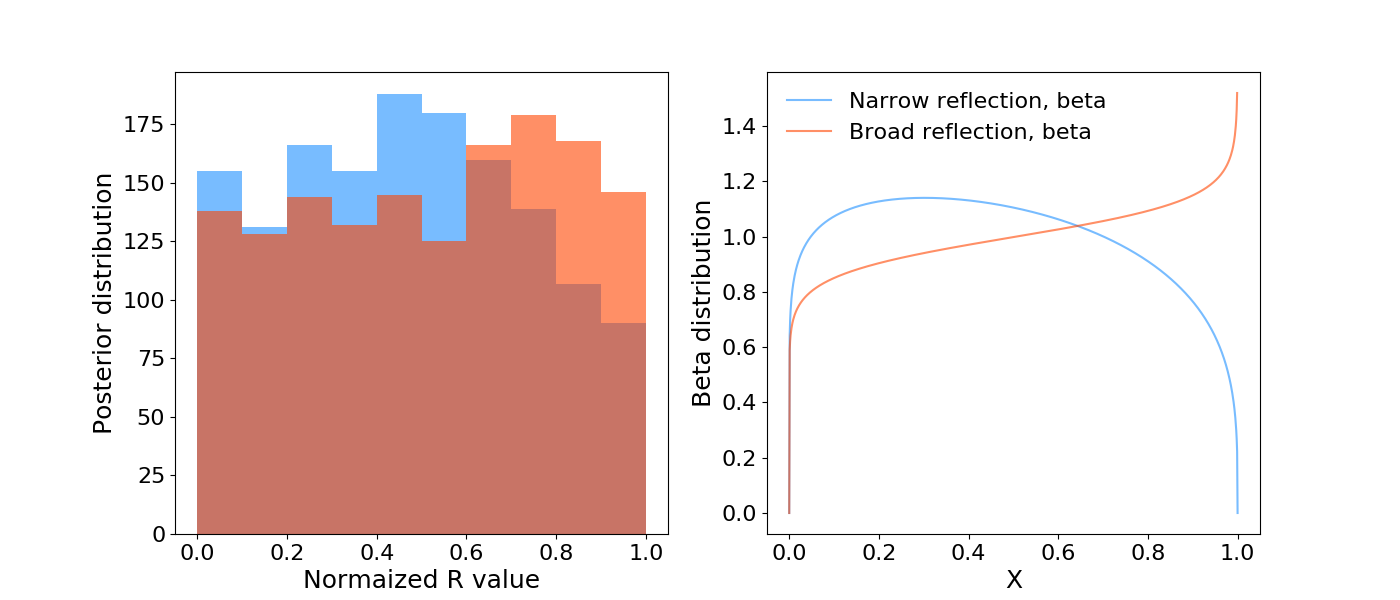 Posterior distribution
175
150
125
100
75
50
25
0
0.0 0.2 0.4 0.6 0.8 1.0
Normaized R value
Narrow reflection, beta
Broad reflection, beta
Beta distribution
1.4
1.2
1.0
0.8
0.6
0.4
0.2
0.0
0.0 0.2 0.4 0.6 0.8 1.0
X